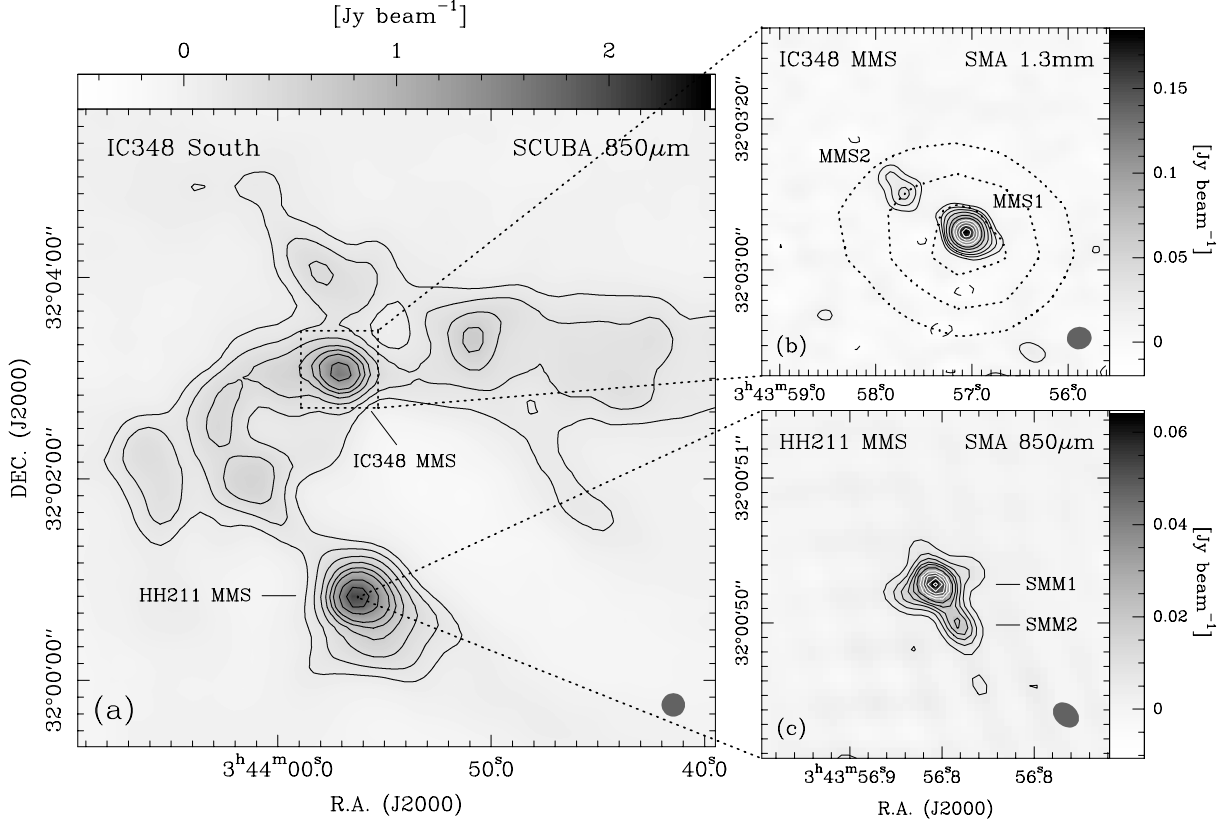 [Jy beam⁻¹]
0 1 2
IC348 South SCUBA 850μm
32°04'00"
32°02'00"
32°00'00"
DEC. (J2000)
IC348 MMS
HH211 MMS
(a)
3ʰ44ᵐ00ˢ.0 50ˢ.0 40ˢ.0
R.A. (J2000)
IC348 MMS SMA 1.3mm
MMS2
MMS1
32°03'20"
32°03'00"
(b)
3ʰ43ᵐ59ˢ.0 58ˢ.0 57ˢ.0 56ˢ.0
0.15
0.1
0.05
0
[Jy beam⁻¹]
HH211 MMS SMA 850μm
SMM1
SMM2
32°00'51"
32°00'50"
(c)
3ʰ43ᵐ56ˢ.9 56ˢ.8 56ˢ.8
R.A. (J2000)
0.06
0.04
0.02
0
[Jy beam⁻¹]